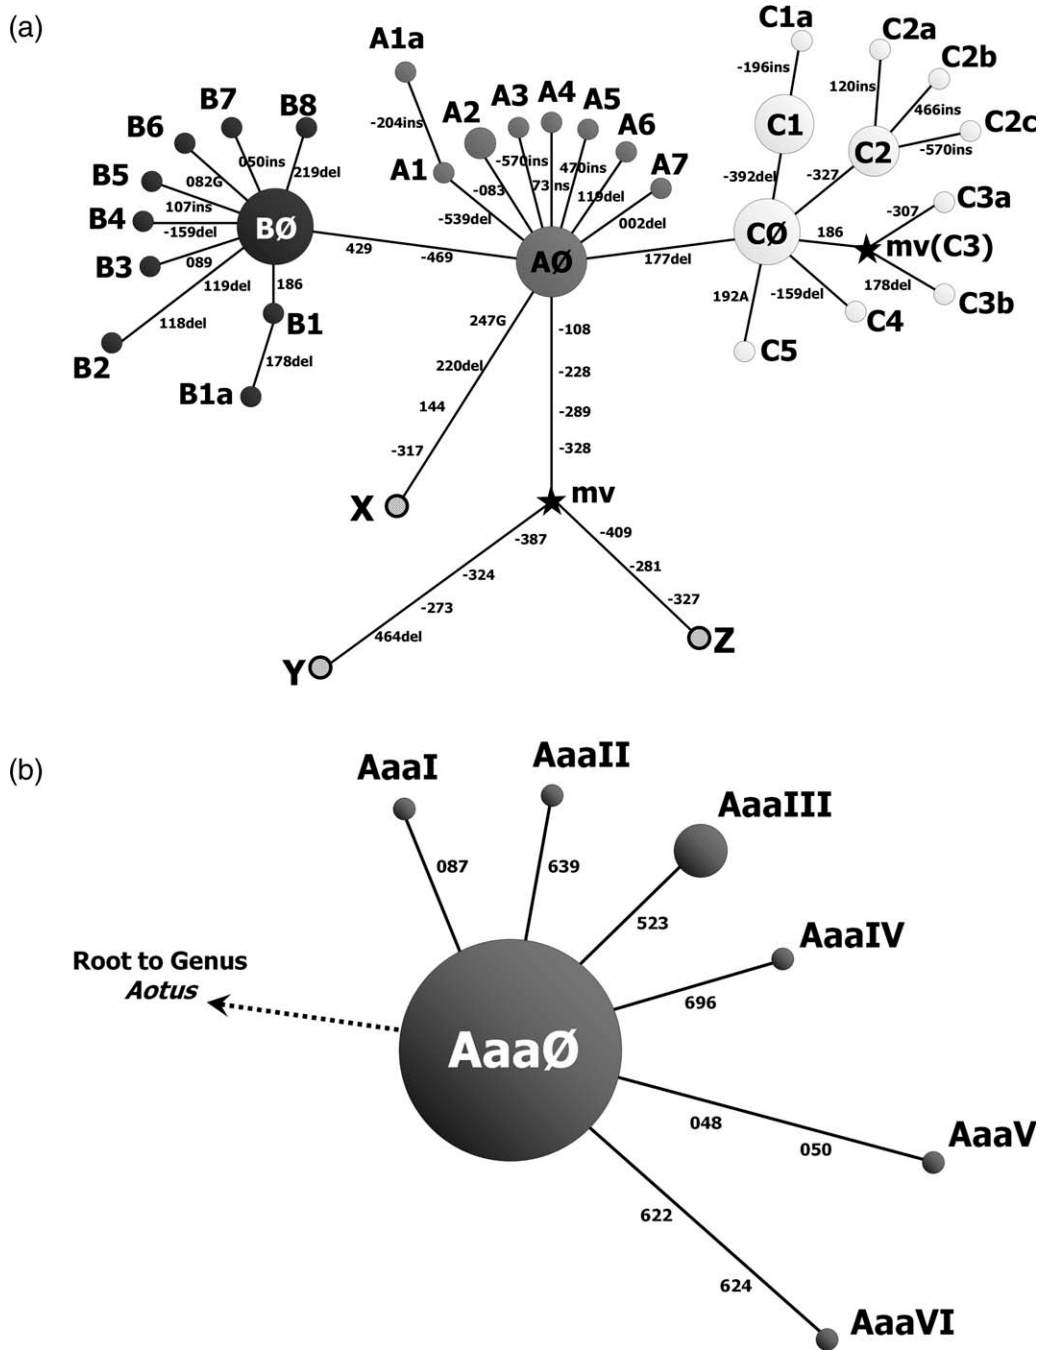 (a)
C1a
A1a
C2a
C2b
-196ins
120ins
B7
B8
A2
A3
A4
A5
466ins
B6
-204ins
A6
C1
C2c
050ins
-570ins
470ins
C2
-570ins
B5
082G
219del
A1
-083
73ins
119del
A7
-392del
-327
C3a
107ins
-539del
002del
-307
B4
-159del
BØ
CØ
186
mv(C3)
B3
089
429
-469
AØ
177del
119del
186
192A
-159del
178del
C3b
118del
B1
247G
-108
C4
B2
220del
-228
C5
B1a
178del
144
-289
-317
-328
X
mv
-387
-409
-324
-281
-273
-327
464del
Z
Y
(b)
AaaI
AaaII
AaaIII
087
639
523
AaaIV
Root to Genus
Aotus
696
AaaØ
048
050
AaaV
622
624
AaaVI